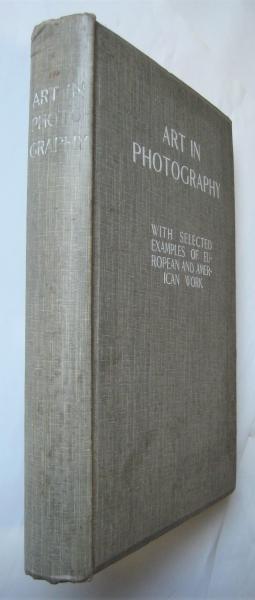 ART IN
PHOTO
GRAPHY
ART IN
PHOTOGRAPHY
WITH SELECTED
EXAMPLES OF EU-
ROPEAN AND AMER-
ICAN WORK